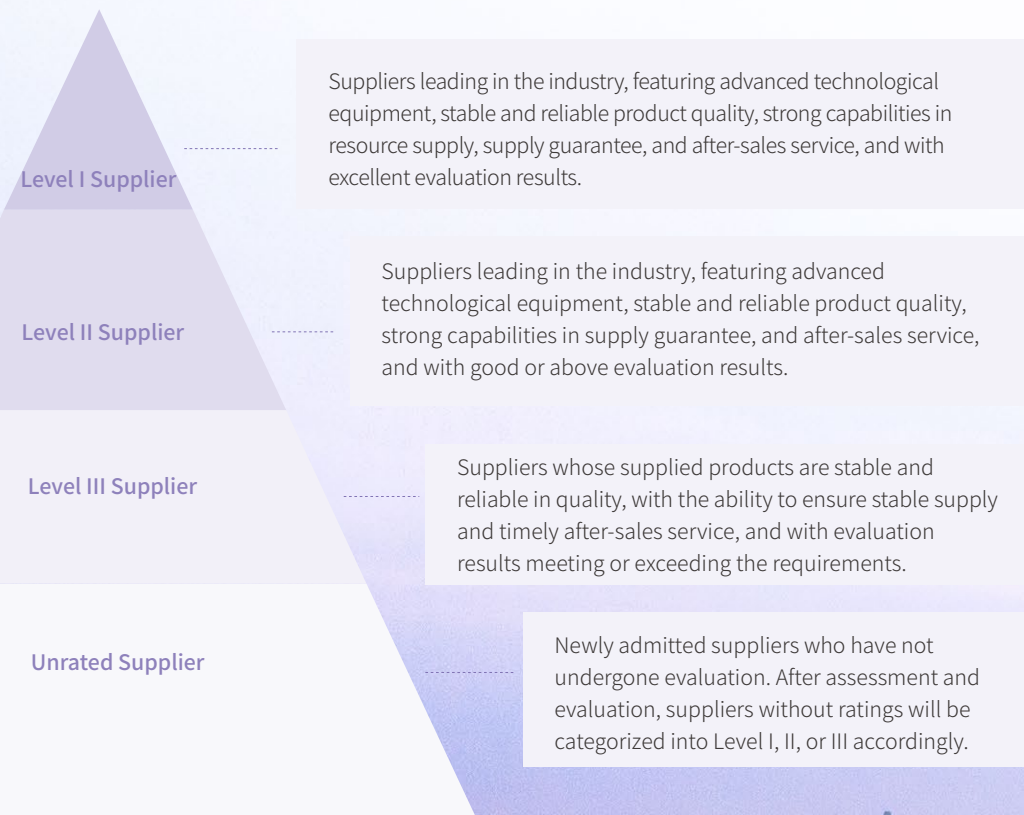 Level I Supplier
Suppliers leading in the industry, featuring advanced technological
equipment, stable and reliable product quality, strong capabilities in
resource supply, supply guarantee, and after-sales service, and with
excellent evaluation results.
Level II Supplier
Suppliers leading in the industry, featuring advanced
technological equipment, stable and reliable product quality,
strong capabilities in supply guarantee, and after-sales service,
and with good or above evaluation results.
Level III Supplier
Suppliers whose supplied products are stable and
reliable in quality, with the ability to ensure stable supply
and timely after-sales service, and with evaluation
results meeting or exceeding the requirements.
Unrated Supplier
Newly admitted suppliers who have not
undergone evaluation. After assessment and
evaluation, suppliers without ratings will be
categorized into Level I, II, or III accordingly.